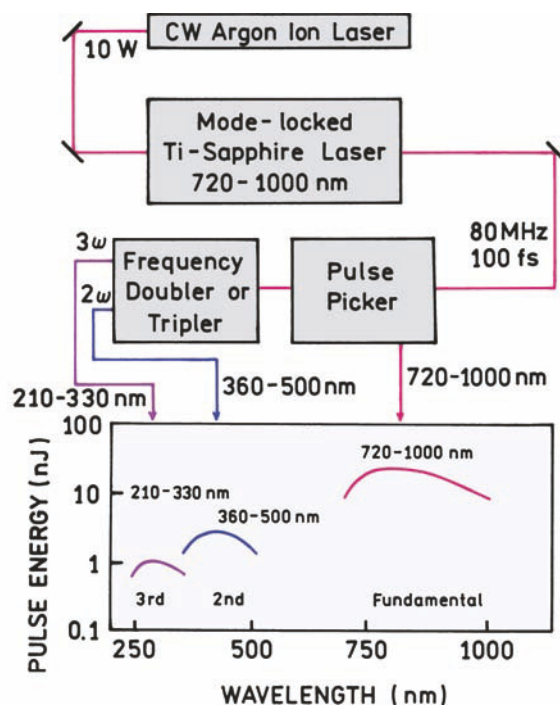 CW Argon Ion Laser
10 W
Mode-locked
Ti-Sapphire Laser
720-1000 nm
80 MHz
100 fs
3ω
2ω
Frequency
Doubler or
Tripler
Pulse
Picker
210-330 nm
360-500 nm
720-1000 nm
PULSE ENERGY (nJ)
100
10
1
0.1
720-1000 nm
210-330 nm
360-500 nm
3rd
2nd
Fundamental
250
500
750
1000
WAVELENGTH (nm)